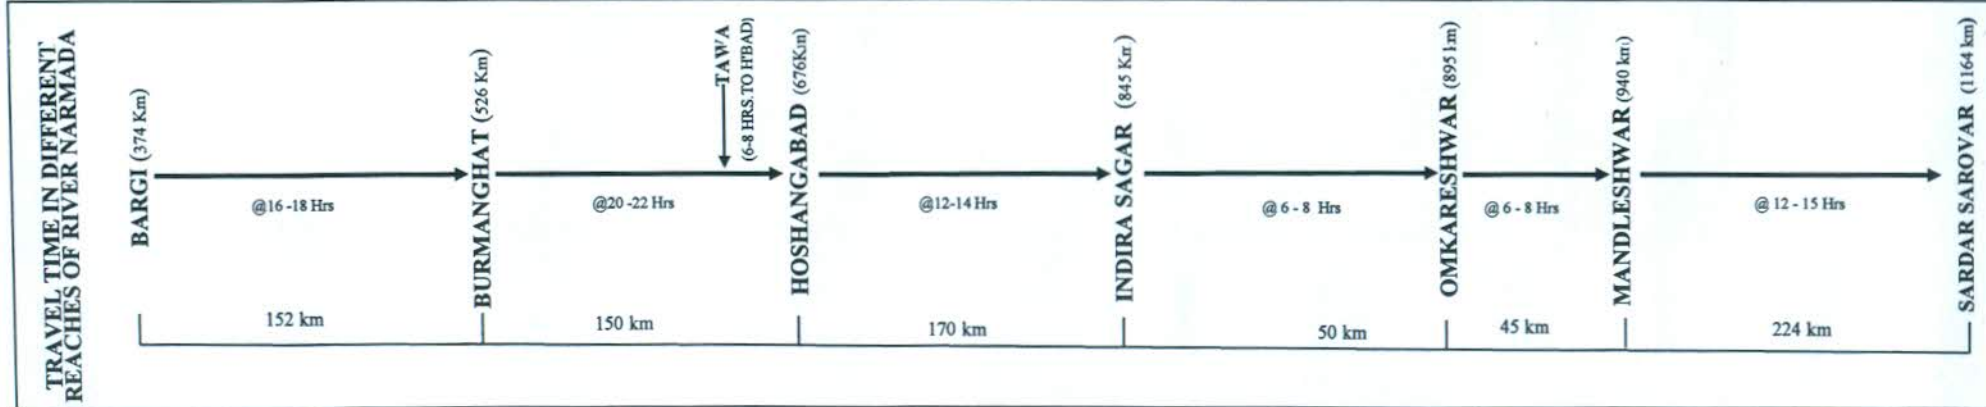 TRAVEL TIME IN DIFFERENT
REACHES OF RIVER NARMADA
BARGI (374 Km)
@16 -18 Hrs
152 km
BURMANGHAT (526 Km)
@20 -22 Hrs
150 km
TAWA
(6-8 HRS.TO H'BAD)
HOSHANGABAD (676Km)
@12-14 Hrs
170 km
INDIRA SAGAR (845 Km)
@ 6 - 8 Hrs
50 km
OMKARESHWAR (895 km)
@ 6 - 8 Hrs
45 km
MANDLESHWAR (940 km)
@ 12 - 15 Hrs
224 km
SARDAR SAROVAR (1164 km)